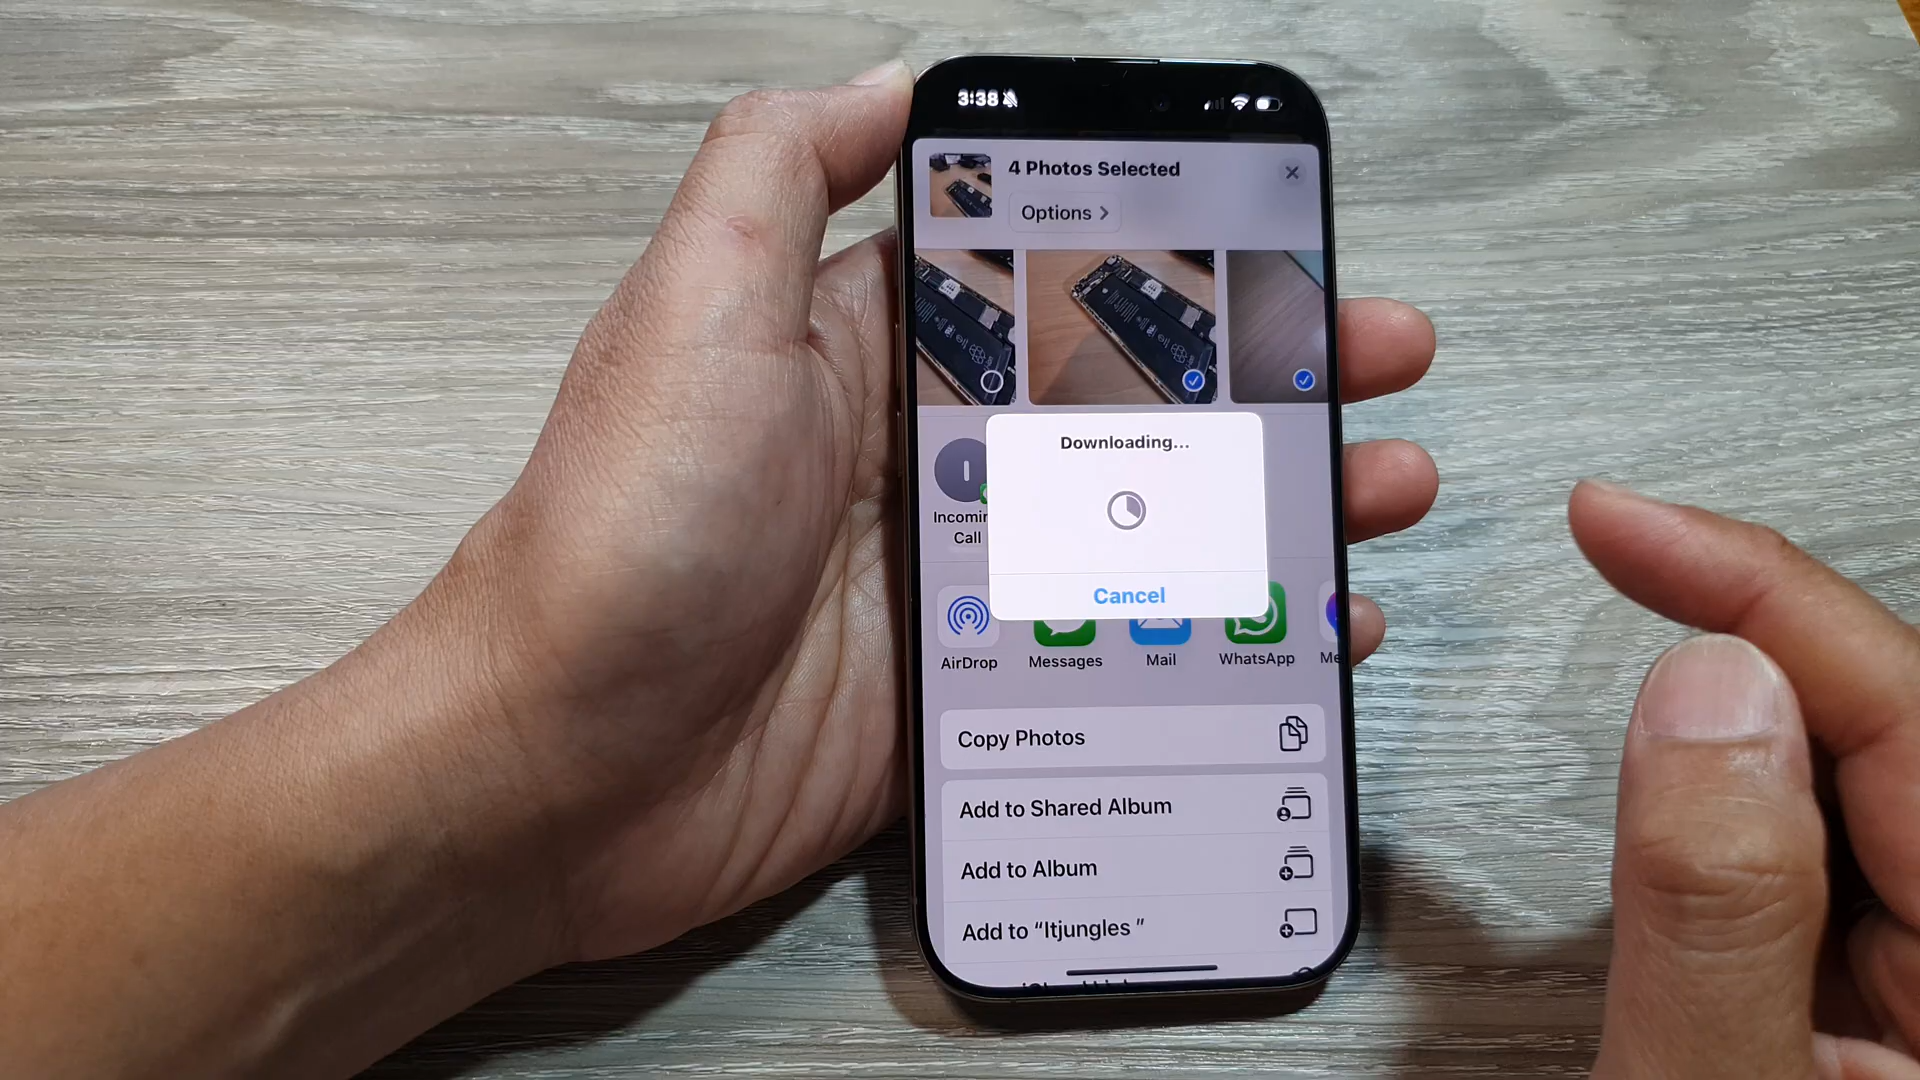 3:38
4 Photos Selected
Options
Downloading...
Cancel
Call
AirDrop
Messages
Mail
WhatsApp
Copy Photos
Add to Shared Album
Add to Album
Add to “Itjungles ”